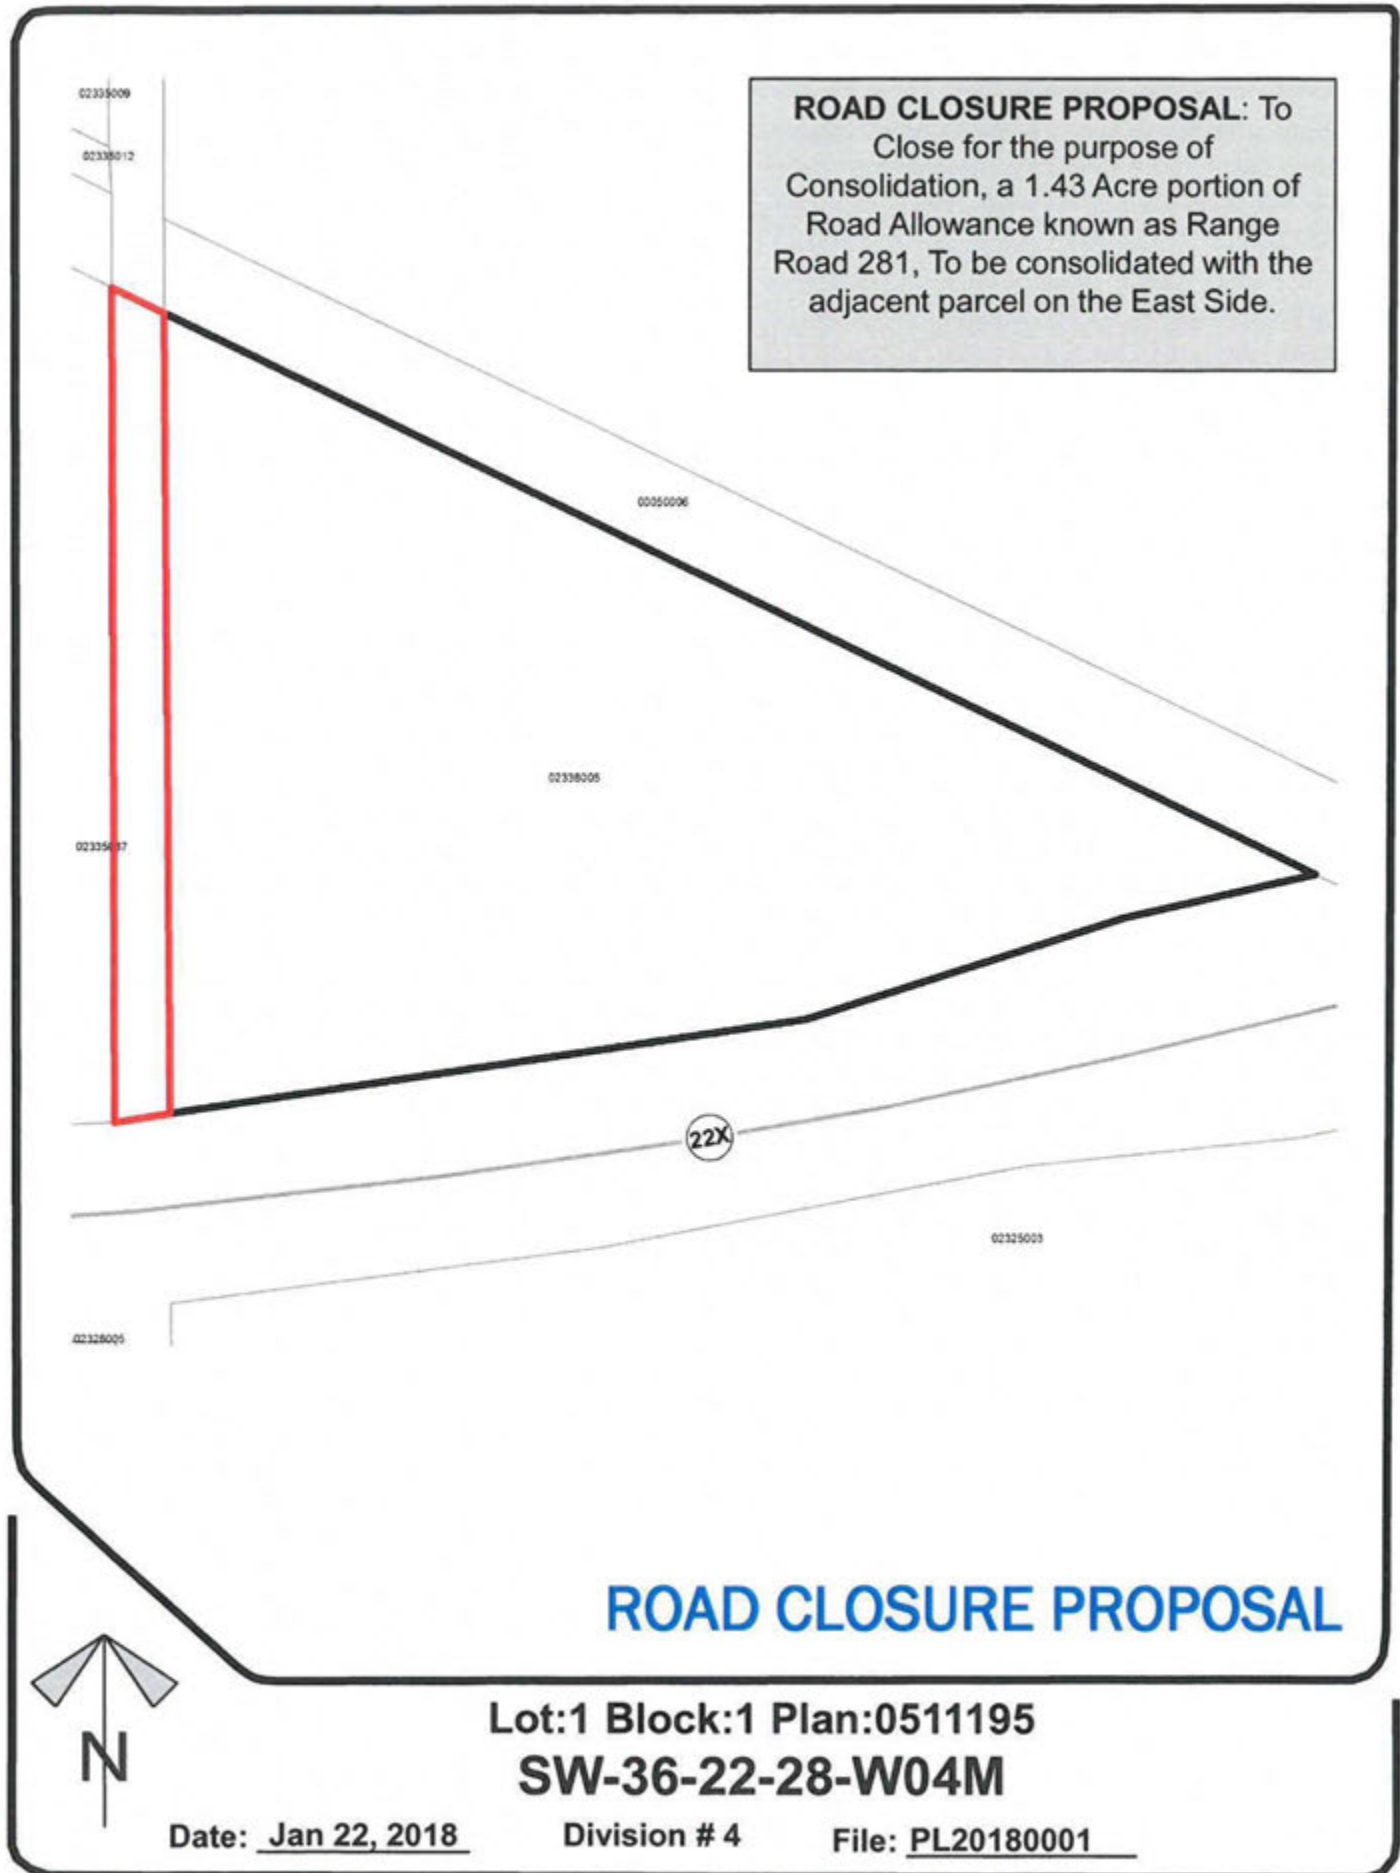 02335009
ROAD CLOSURE PROPOSAL: To
Close for the purpose of
Consolidation, a 1.43 Acre portion of
Road Allowance known as Range
Road 281, To be consolidated with the
adjacent parcel on the East Side.
00050006
22X
02325003
ROAD CLOSURE PROPOSAL
N
Lot:1 Block:1 Plan:0511195
SW-36-22-28-W04M
Date: Jan 22, 2018 Division # 4 File: PL20180001